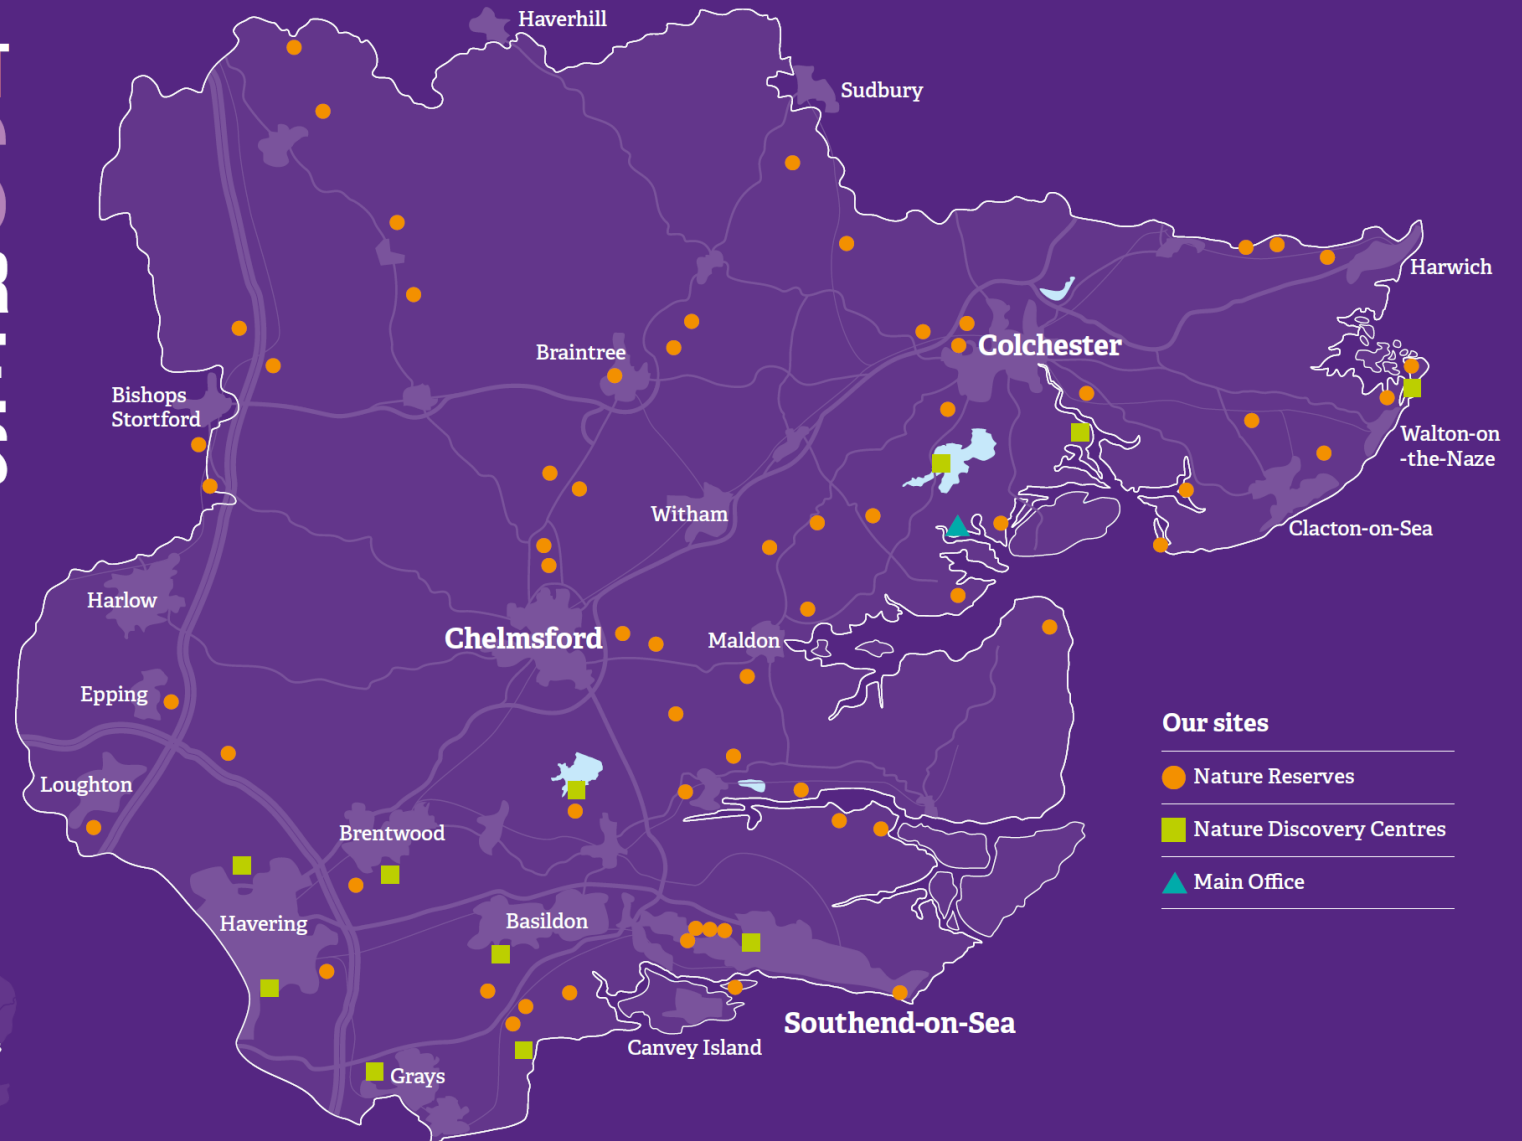 Haverhill
Sudbury
Harwich
Colchester
Braintree
Bishops
Stortford
Walton-on
-the-Naze
Witham
Clacton-on-Sea
Harlow
Chelmsford
Maldon
Epping
Our sites
Nature Reserves
Loughton
Brentwood
Nature Discovery Centres
Main Office
Havering
Basildon
Southend-on-Sea
Canvey Island
Grays